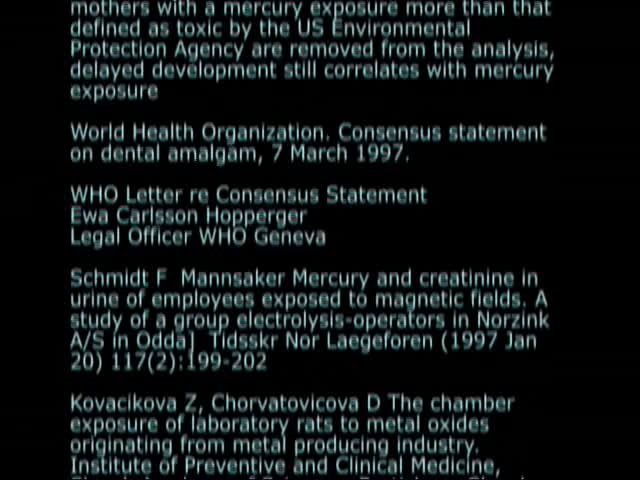 mothers with a mercury exposure more than that
defined as toxic by the US Environmental
Protection Agency are removed from the analysis,
delayed development still correlates with mercury
exposure
World Health Organization. Consensus statement
on dental amalgam, 7 March 1997.
WHO Letter re Consensus Statement
Ewa Carlsson Hopperger
Legal Officer WHO Geneva
Schmidt F  Mannsaker Mercury and creatinine in
urine of employees exposed to magnetic fields. A
study of a group electrolysis-operators in Norzink
A/S in Odda]  Tidsskr Nor Laegeforen (1997 Jan
20) 117(2):199-202
Kovacikova Z, Chorvatovicova D The chamber
exposure of laboratory rats to metal oxides
originating from metal producing industry.
Institute of Preventive and Clinical Medicine,